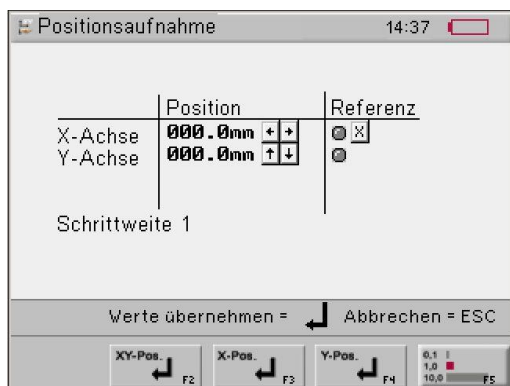 Positionsaufnahme 14:37
Position Referenz
X-Achse 000.0mm ← → X
Y-Achse 000.0mm ↑ ↓
Schrittweite 1
Werte übernehmen = ↵ Abbrechen = ESC
XY-Pos. ↵ F2
X-Pos. ↵ F3
Y-Pos. ↵ F4
0,1
1,0
10,0 F5